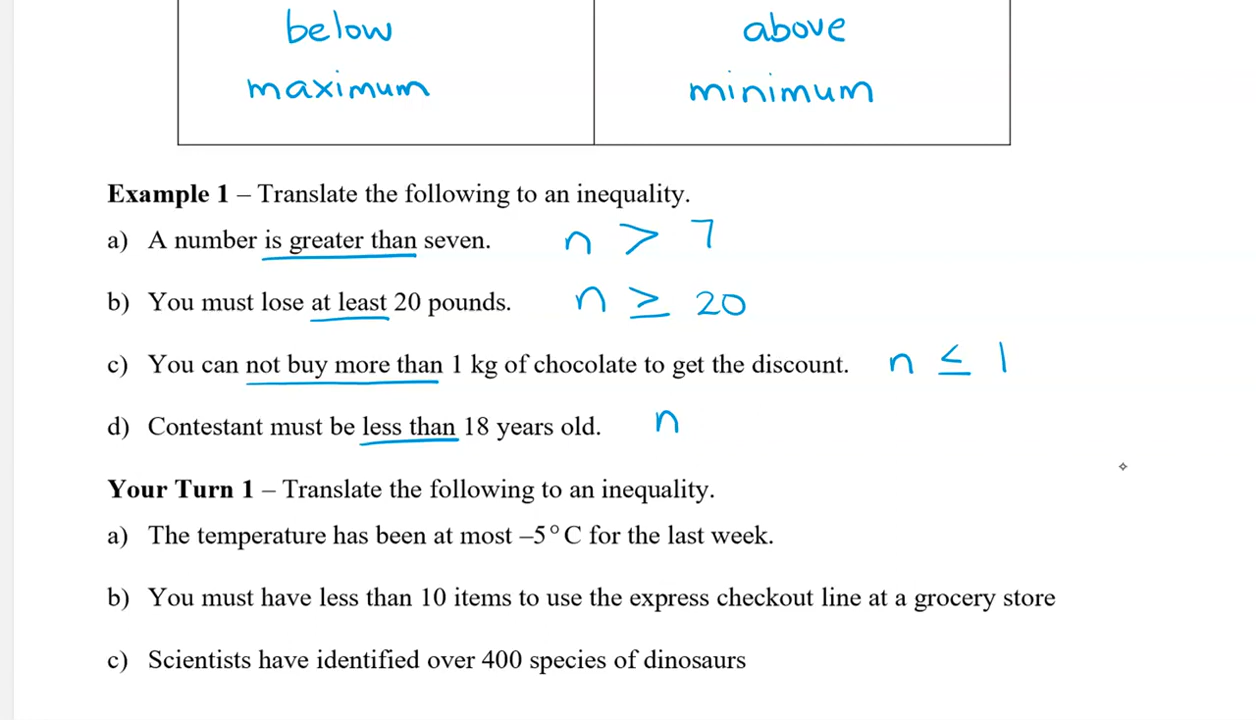 below above
maximum minimum
Example 1 – Translate the following to an inequality.
a) A number is greater than seven. n > 7
b) You must lose at least 20 pounds. n ≥ 20
c) You can not buy more than 1 kg of chocolate to get the discount. n ≤ 1
d) Contestant must be less than 18 years old. n
Your Turn 1 – Translate the following to an inequality.
a) The temperature has been at most –5°C for the last week.
b) You must have less than 10 items to use the express checkout line at a grocery store
c) Scientists have identified over 400 species of dinosaurs